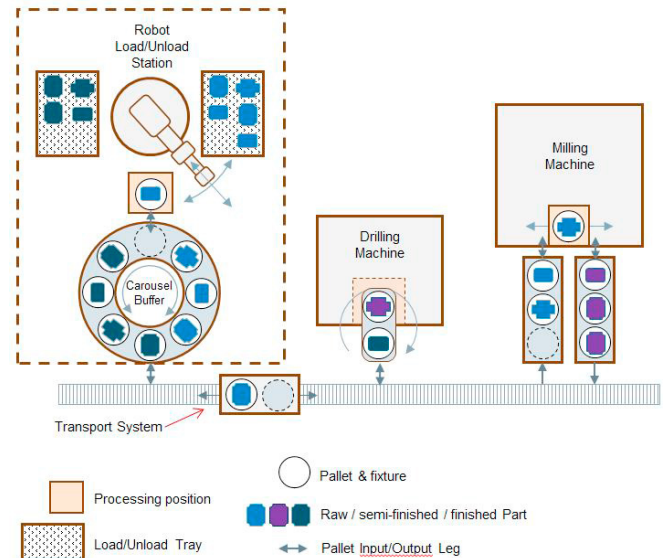 Robot
Load/Unload
Station
Milling
Machine
Drilling
Machine
Carousel
Buffer
Transport System
Pallet & fixture
Processing position
Raw / semi-finished / finished Part
Load/Unload Tray
Pallet Input/Output Leg